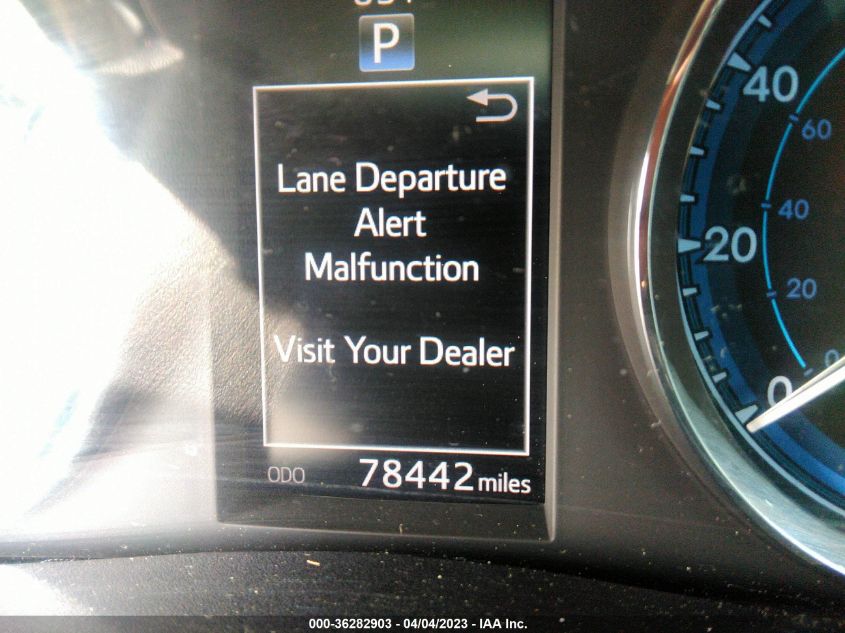 P
Lane Departure
Alert
Malfunction
Visit Your Dealer
ODO 78442 miles
40
60
40
20
20
0
0
000-36282903 - 04/04/2023 - IAA Inc.